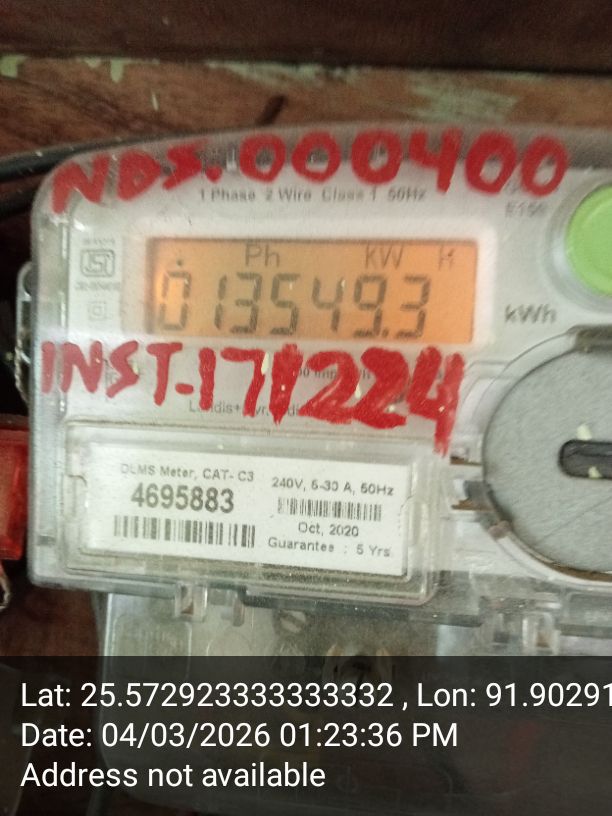 NDS.000400
1 Phase 2 Wire Class 1 50Hz
ISI
Ph kW h
013549.3
kWh
INST-171224
DLMS Meter, CAT- C3
4695883
240V, 5-30 A, 50Hz
Oct, 2020
Guarantee : 5 Yrs.
Lat: 25.572923333333332 , Lon: 91.90291
Date: 04/03/2026 01:23:36 PM
Address not available